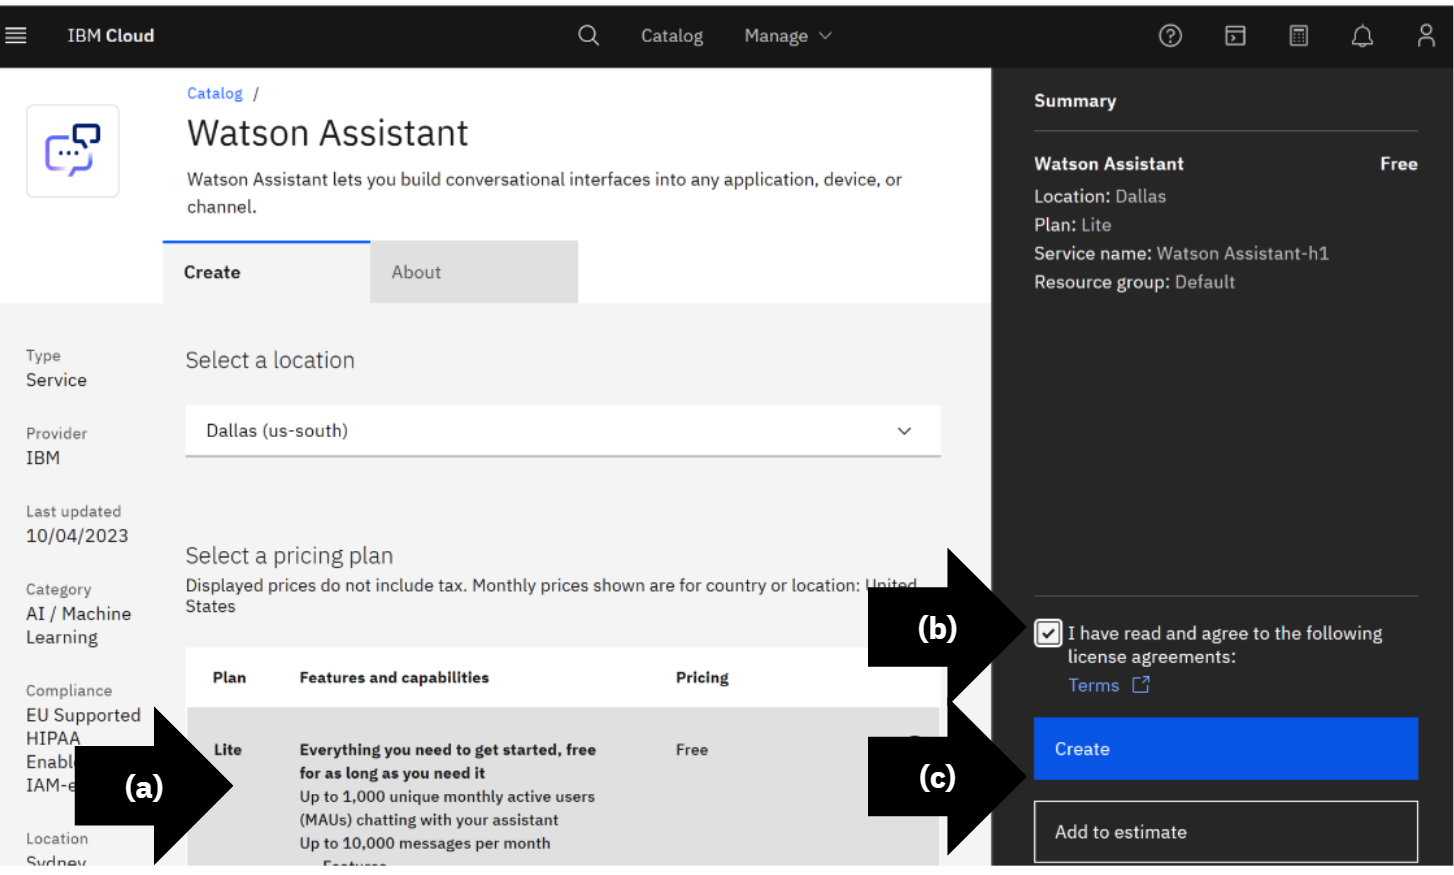 IBM Cloud
Catalog
Manage
Catalog /
Watson Assistant
Watson Assistant lets you build conversational interfaces into any application, device, or
channel.
Create
About
Type
Service
Provider
IBM
Last updated
10/04/2023
Category
AI / Machine
Learning
Compliance
EU Supported
HIPAA
Location
Select a location
Dallas (us-south)
Select a pricing plan
Displayed prices do not include tax. Monthly prices shown are for country or location: United
States
Plan Features and capabilities Pricing
Lite Everything you need to get started, free Free
for as long as you need it
Up to 1,000 unique monthly active users
(MAUs) chatting with your assistant
Up to 10,000 messages per month
(a)
(b)
(c)
Summary
Watson Assistant Free
Location: Dallas
Plan: Lite
Service name: Watson Assistant-h1
Resource group: Default
I have read and agree to the following
license agreements:
Terms
Create
Add to estimate